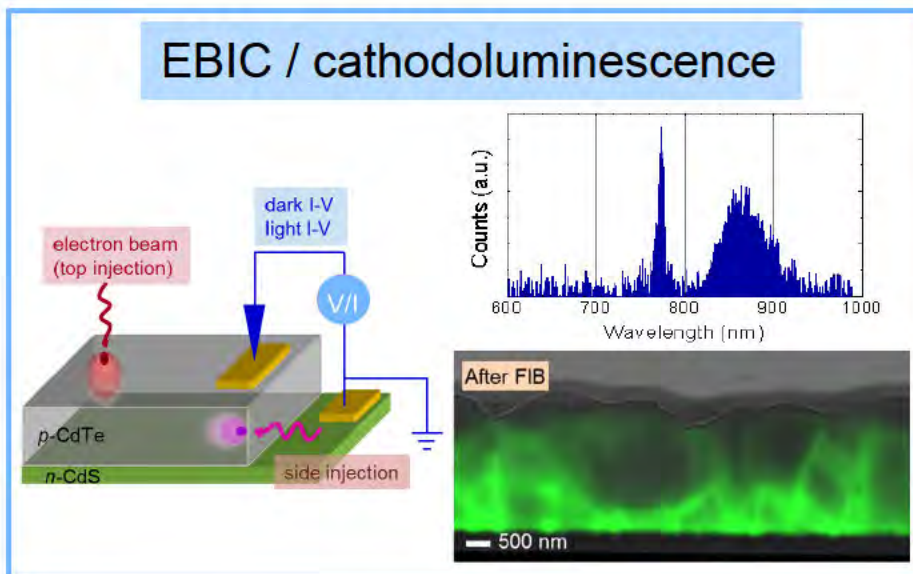 EBIC / cathodoluminescence
electron beam
(top injection)
dark I-V
light I-V
V/I
p-CdTe
n-CdS
side injection
Counts (a.u.)
600 700 800 900 1000
Wavelength (nm)
After FIB
500 nm